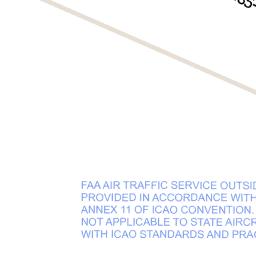 FAA AIR TRAFFIC SERVICE OUTSID
PROVIDED IN ACCORDANCE WITH
ANNEX 11 OF ICAO CONVENTION.
NOT APPLICABLE TO STATE AIRCR
WITH ICAO STANDARDS AND PRA